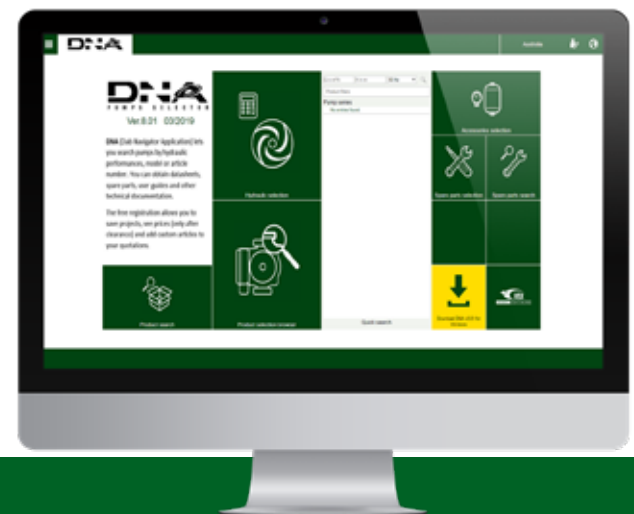 DNA
Australia
DNA
PUMPS SELECTOR
Ver.8.01 03/2019
DNA (Dab Navigator Application) lets
you search pumps by hydraulic
performances, model or article
number. You can obtain datasheets,
spare parts, user guides and other
technical documentation.
The free registration allows you to
save projects, see prices (only after
clearance) and add custom articles to
your quotations.
Product search
Hydraulic selection
Product selection browser
Pump series
Quick search
Accessories selection
Spare parts selection
Spare parts search